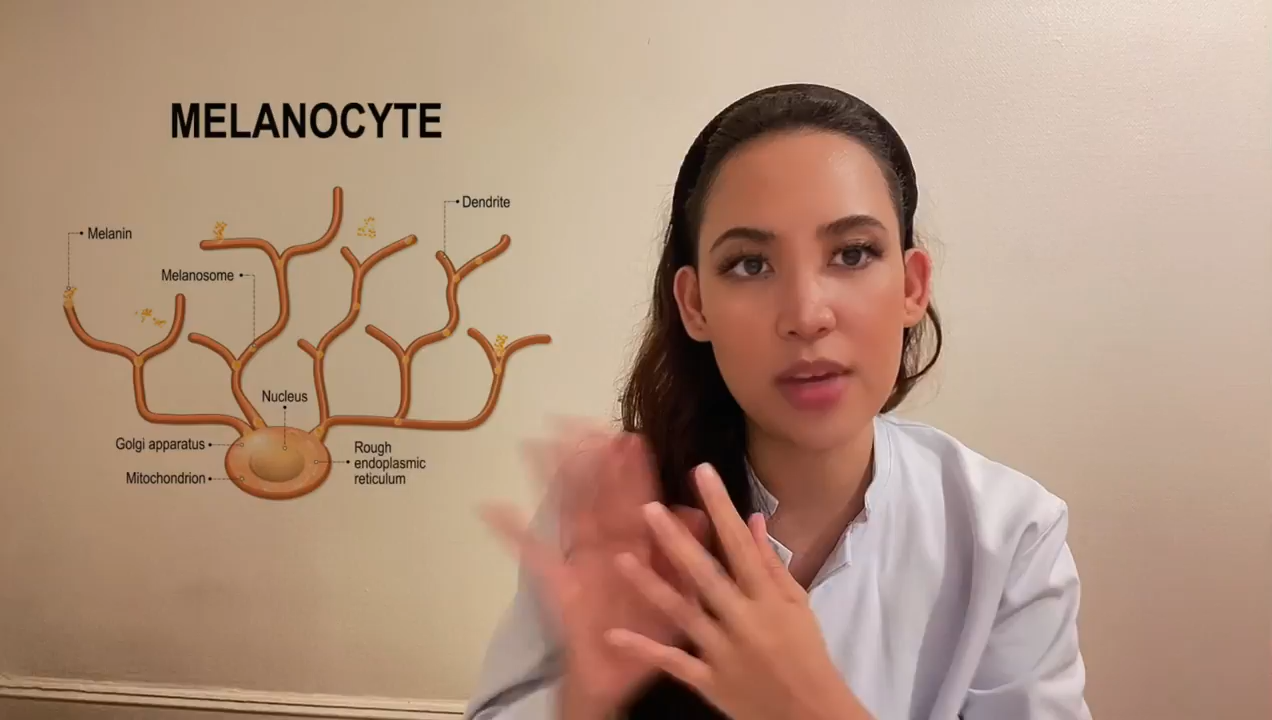 MELANOCYTE
Dendrite
Melanin
Melanosome
Nucleus
Golgi apparatus
Rough
endoplasmic
reticulum
Mitochondrion